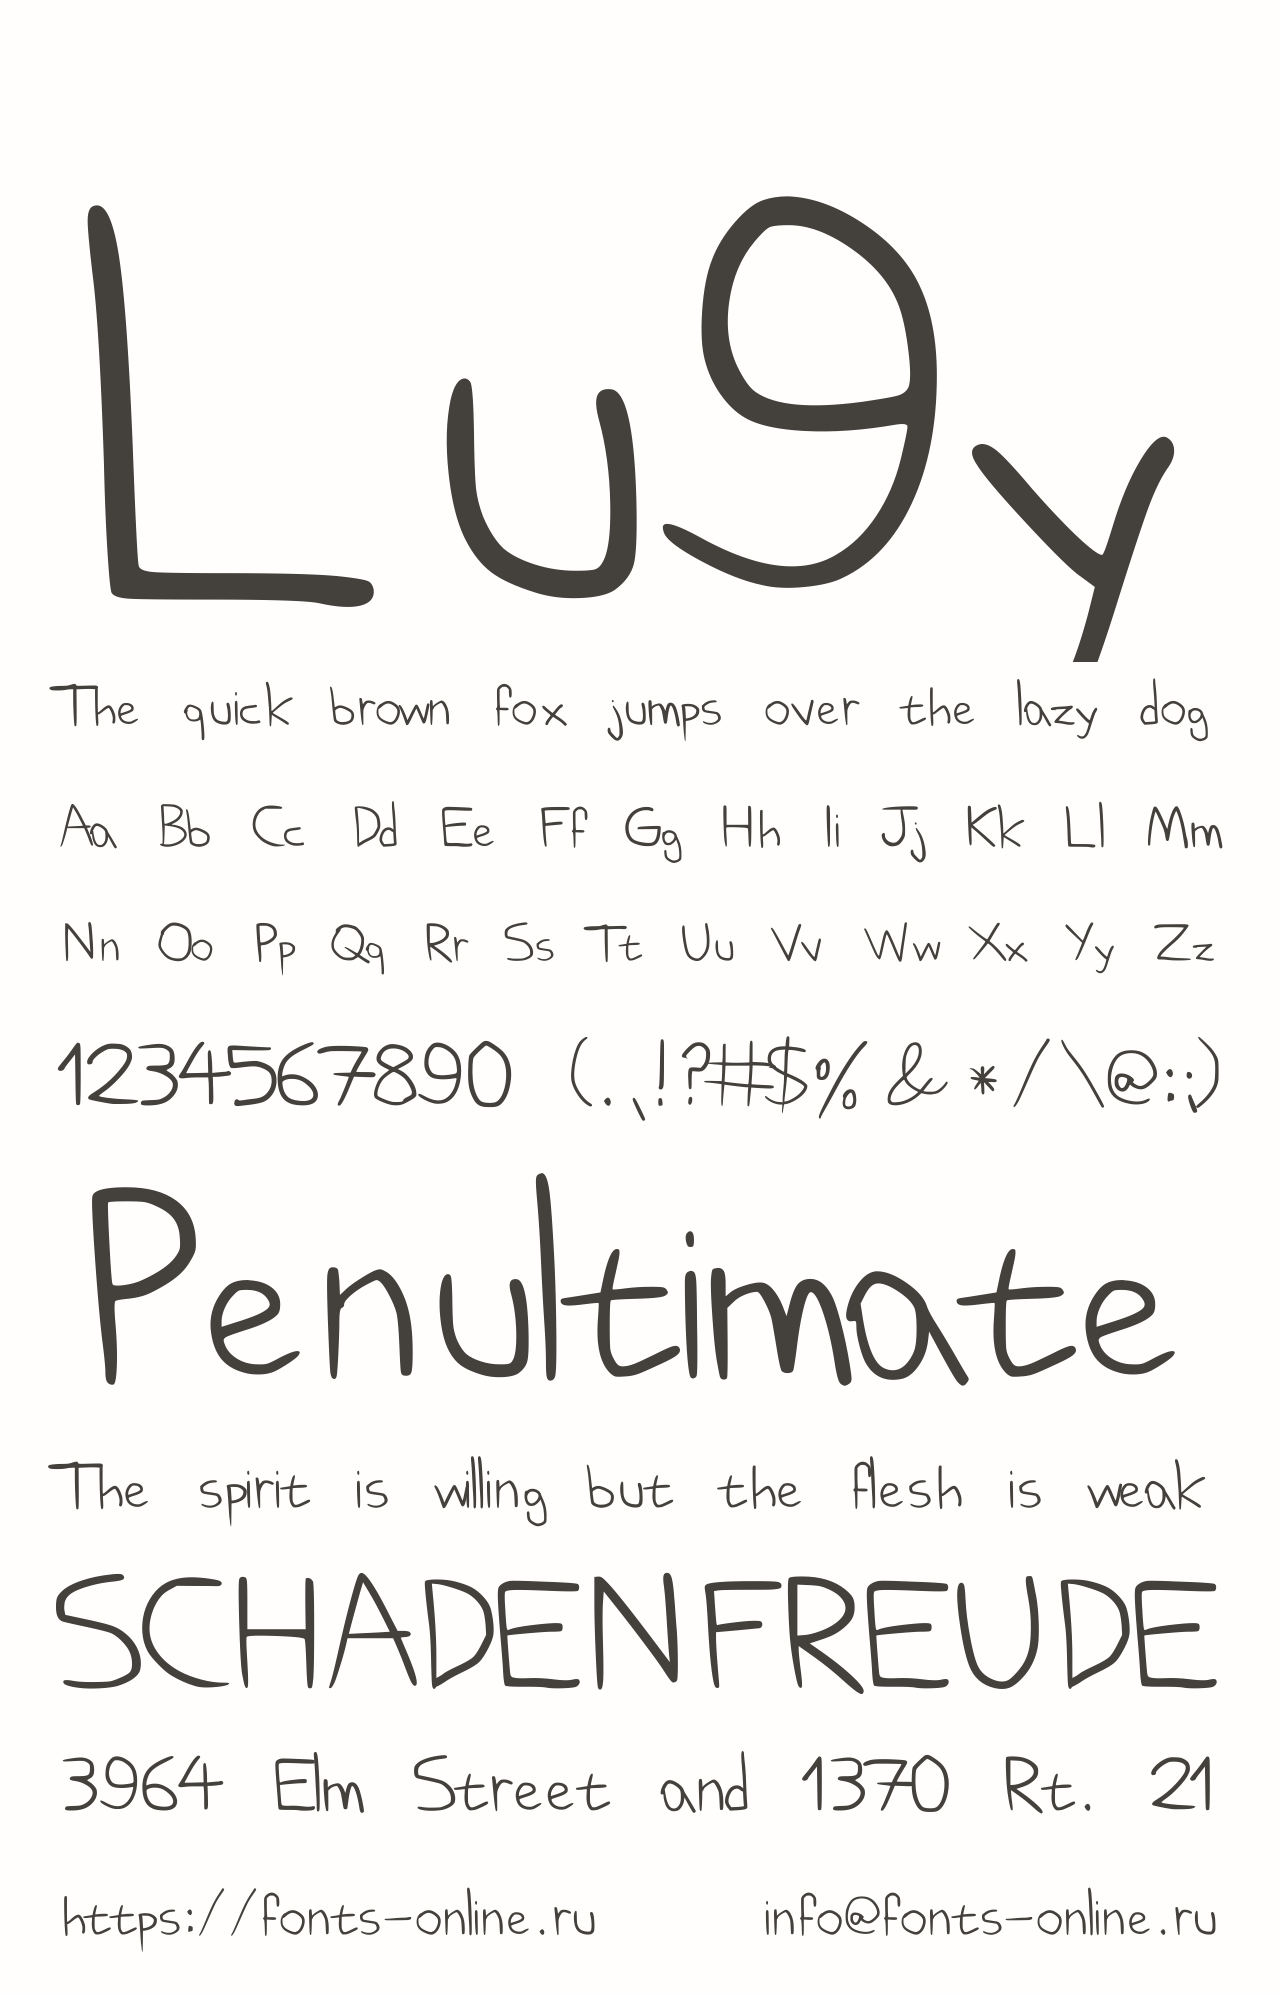 Lu9y
The quick brown fox jumps over the lazy dog
Aa Bb Cc Dd Ee Ff Gg Hh Ii Jj Kk Ll Mm
Nn Oo Pp Qq Rr Ss Tt Uu Vv Ww Xx Yy Zz
1234567890 (.,!?#$%&*/\@:;)
Penultimate
The spirit is willing but the flesh is weak
SCHADENFREUDE
3964 Elm Street and 1370 Rt. 21
https://fonts-online.ru info@fonts-online.ru